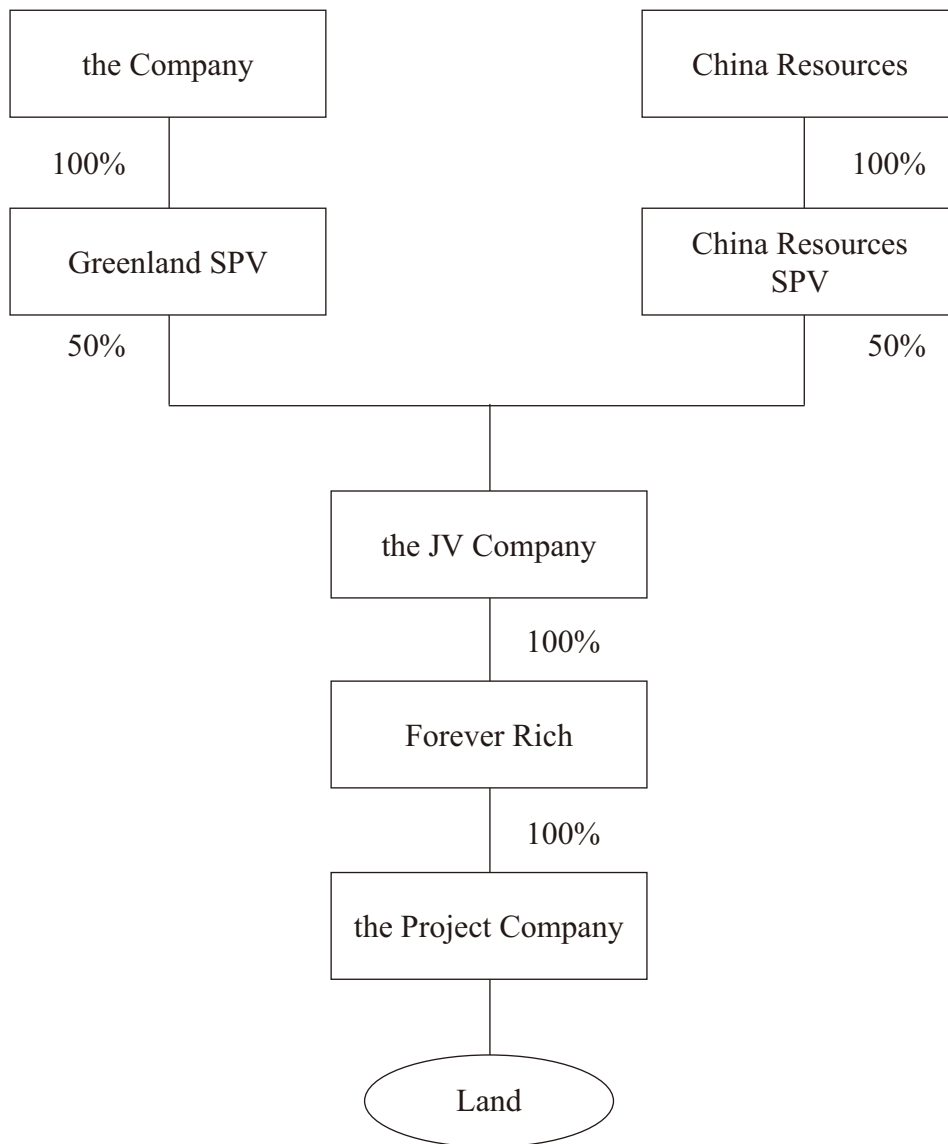 the Company
China Resources
100%
100%
Greenland SPV
China Resources
SPV
50%
50%
the JV Company
100%
Forever Rich
100%
the Project Company
Land